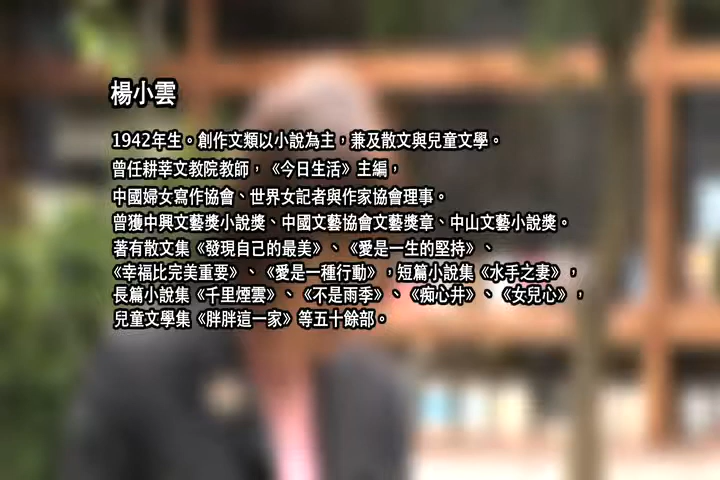 楊小雲
1942年生。創作文類以小說為主，兼及散文與兒童文學。
曾任耕莘文教院教師，《今日生活》主編，
中國婦女寫作協會、世界女記者與作家協會理事。
曾獲中興文藝獎小說獎、中國文藝協會文藝獎章、中山文藝小說獎。
著有散文集《發現自己的最美》、《愛是一生的堅持》、
《幸福比完美重要》、《愛是一種行動》，短篇小說集《水手之妻》，
長篇小說集《千里煙雲》、《不是雨季》、《痴心井》、《女兒心》，
兒童文學集《胖胖這一家》等五十餘部。